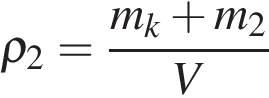 ρ₂ = (m_k + m₂) / V